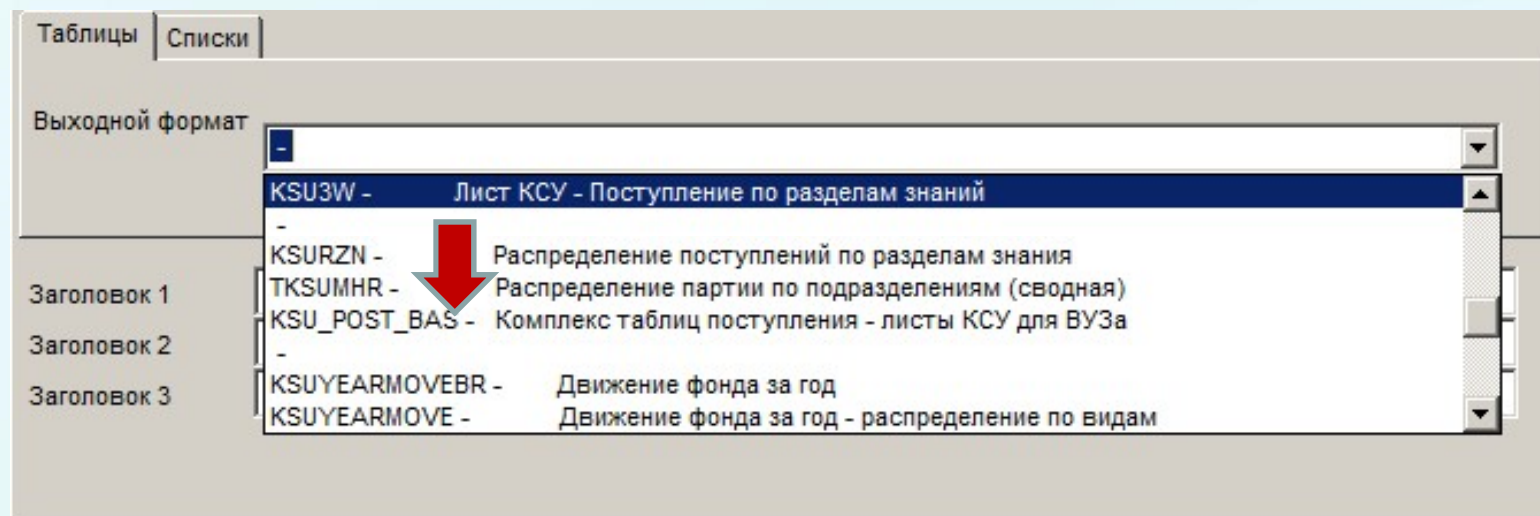 Таблицы Списки
Выходной формат
-
KSU3W - Лист КСУ - Поступление по разделам знаний
-
KSURZN - Распределение поступлений по разделам знания
TKSUMHR - Распределение партии по подразделениям (сводная)
KSU_POST_BAS - Комплекс таблиц поступления - листы КСУ для ВУЗа
-
KSUYEARMOVEBR - Движение фонда за год
KSUYEARMOVE - Движение фонда за год - распределение по видам
Заголовок 1
Заголовок 2
Заголовок 3